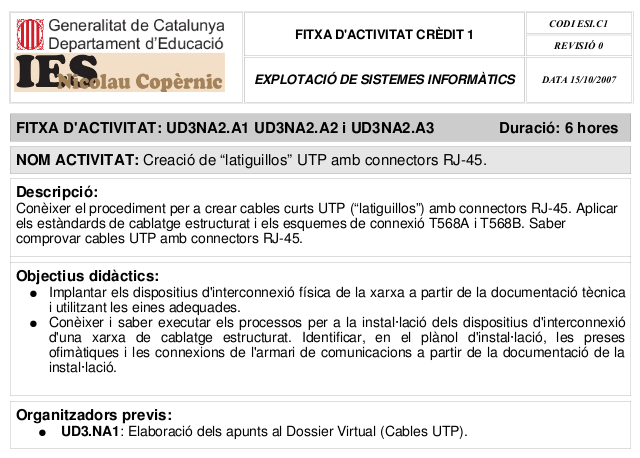 Generalitat de Catalunya
Departament d'Educació
IES
Nicolau Copèrnic
FITXA D'ACTIVITAT CRÈDIT 1
EXPLOTACIÓ DE SISTEMES INFORMÀTICS
CODI ESI.C1
REVISIÓ 0
DATA 15/10/2007
FITXA D'ACTIVITAT: UD3NA2.A1 UD3NA2.A2 i UD3NA2.A3 Duració: 6 hores
NOM ACTIVITAT: Creació de “latiguillos” UTP amb connectors RJ-45.
Descripció:
Conèixer el procediment per a crear cables curts UTP (“latiguillos”) amb connectors RJ-45. Aplicar
els estàndards de cablatge estructurat i els esquemes de connexió T568A i T568B. Saber
comprovar cables UTP amb connectors RJ-45.
Objectius didàctics:
● Implantar els dispositius d'interconnexió física de la xarxa a partir de la documentació tècnica
i utilitzant les eines adequades.
● Conèixer i saber executar els processos per a la instal·lació dels dispositius d'interconnexió
d'una xarxa de cablatge estructurat. Identificar, en el plànol d'instal·lació, les preses
ofimàtiques i les connexions de l'armari de comunicacions a partir de la documentació de la
instal·lació.
Organitzadors previs:
● UD3.NA1: Elaboració dels apunts al Dossier Virtual (Cables UTP).